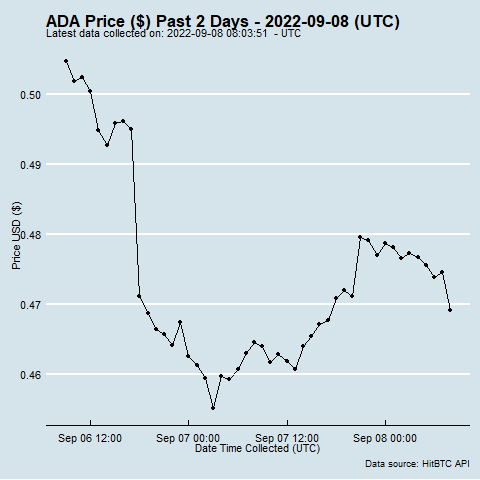 ADA Price ($) Past 2 Days - 2022-09-08 (UTC)
Latest data collected on: 2022-09-08 08:03:51  - UTC
0.50
0.49
0.48
0.47
0.46
Price USD ($)
Sep 06 12:00
Sep 07 00:00
Sep 07 12:00
Sep 08 00:00
Date Time Collected (UTC)
Data source: HitBTC API